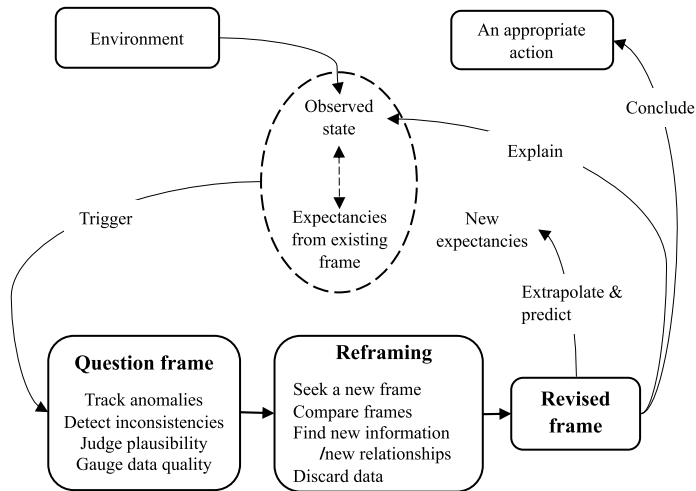 Environment
An appropriate
action
Observed
state
Conclude
Explain
Expectancies
from existing
frame
Trigger
New
expectancies
Extrapolate &
predict
Question frame
Track anomalies
Detect inconsistencies
Judge plausibility
Gauge data quality
Reframing
Seek a new frame
Compare frames
Find new information
/new relationships
Discard data
Revised
frame